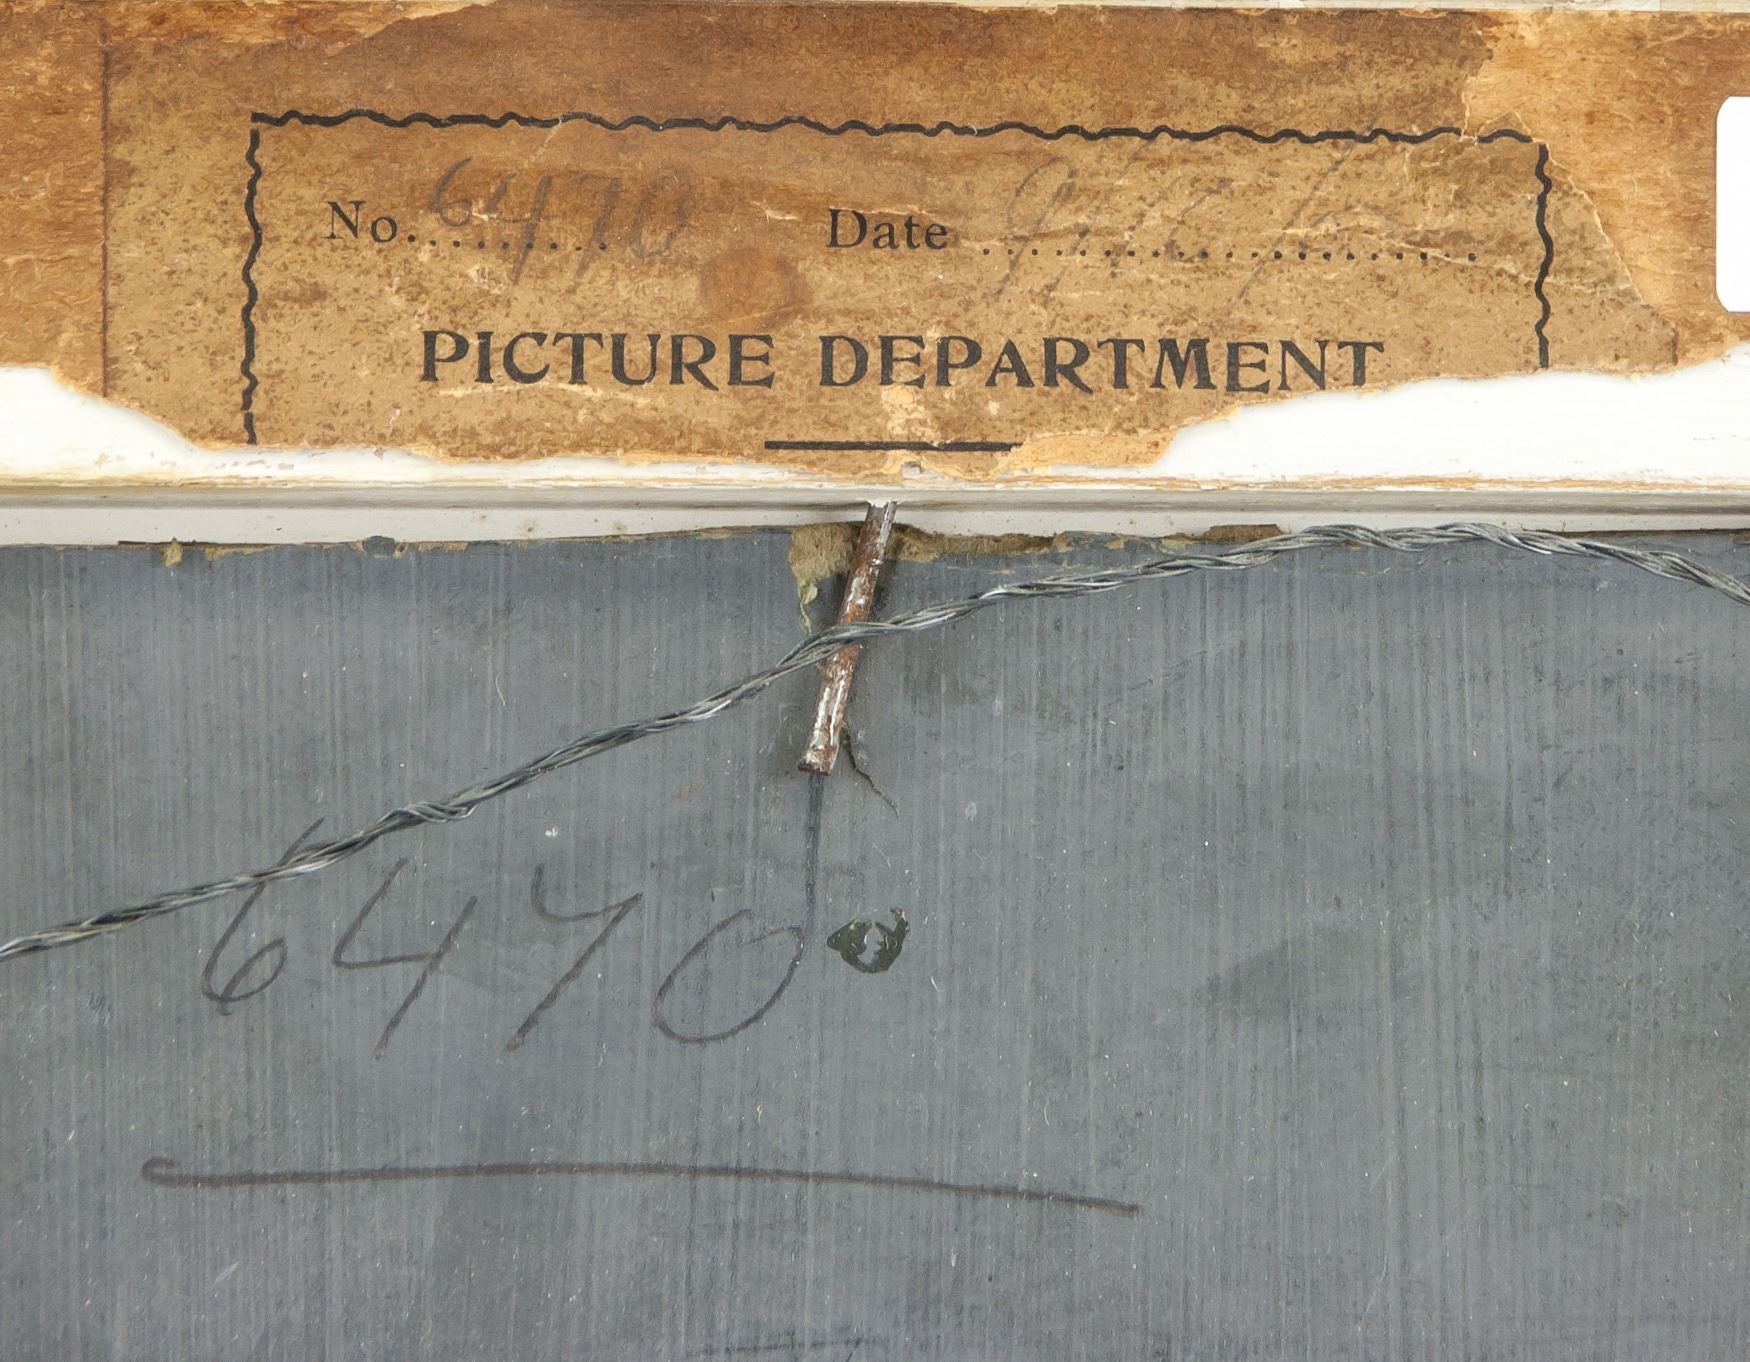 No. 6470 Date
PICTURE DEPARTMENT
6470